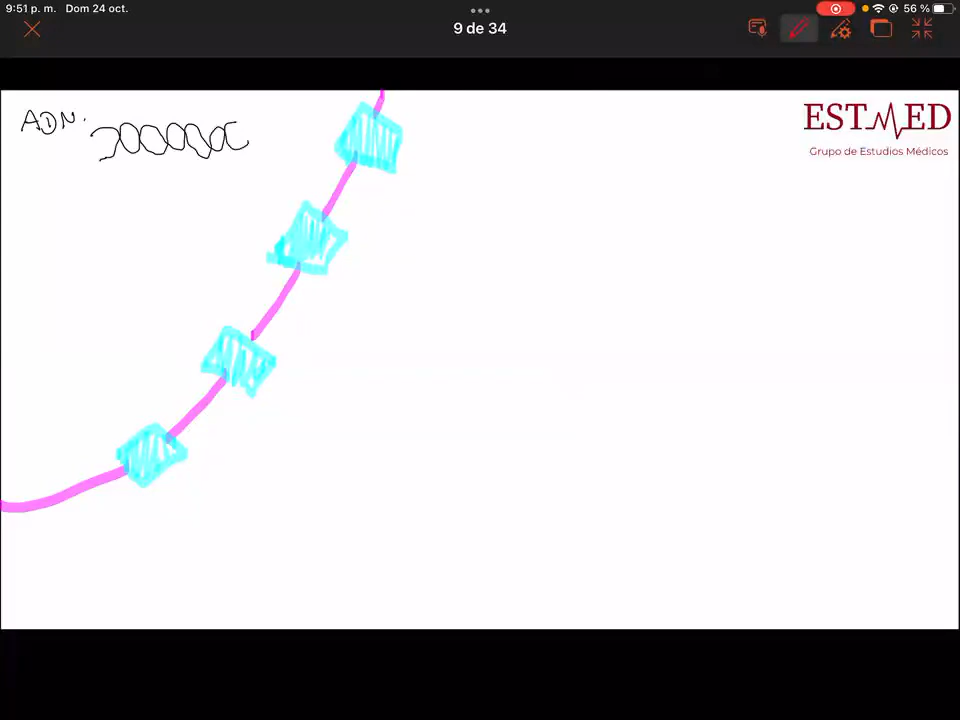 9:51 p. m. Dom 24 oct.
56 %
9 de 34
ADN.
ESTMED
Grupo de Estudios Médicos